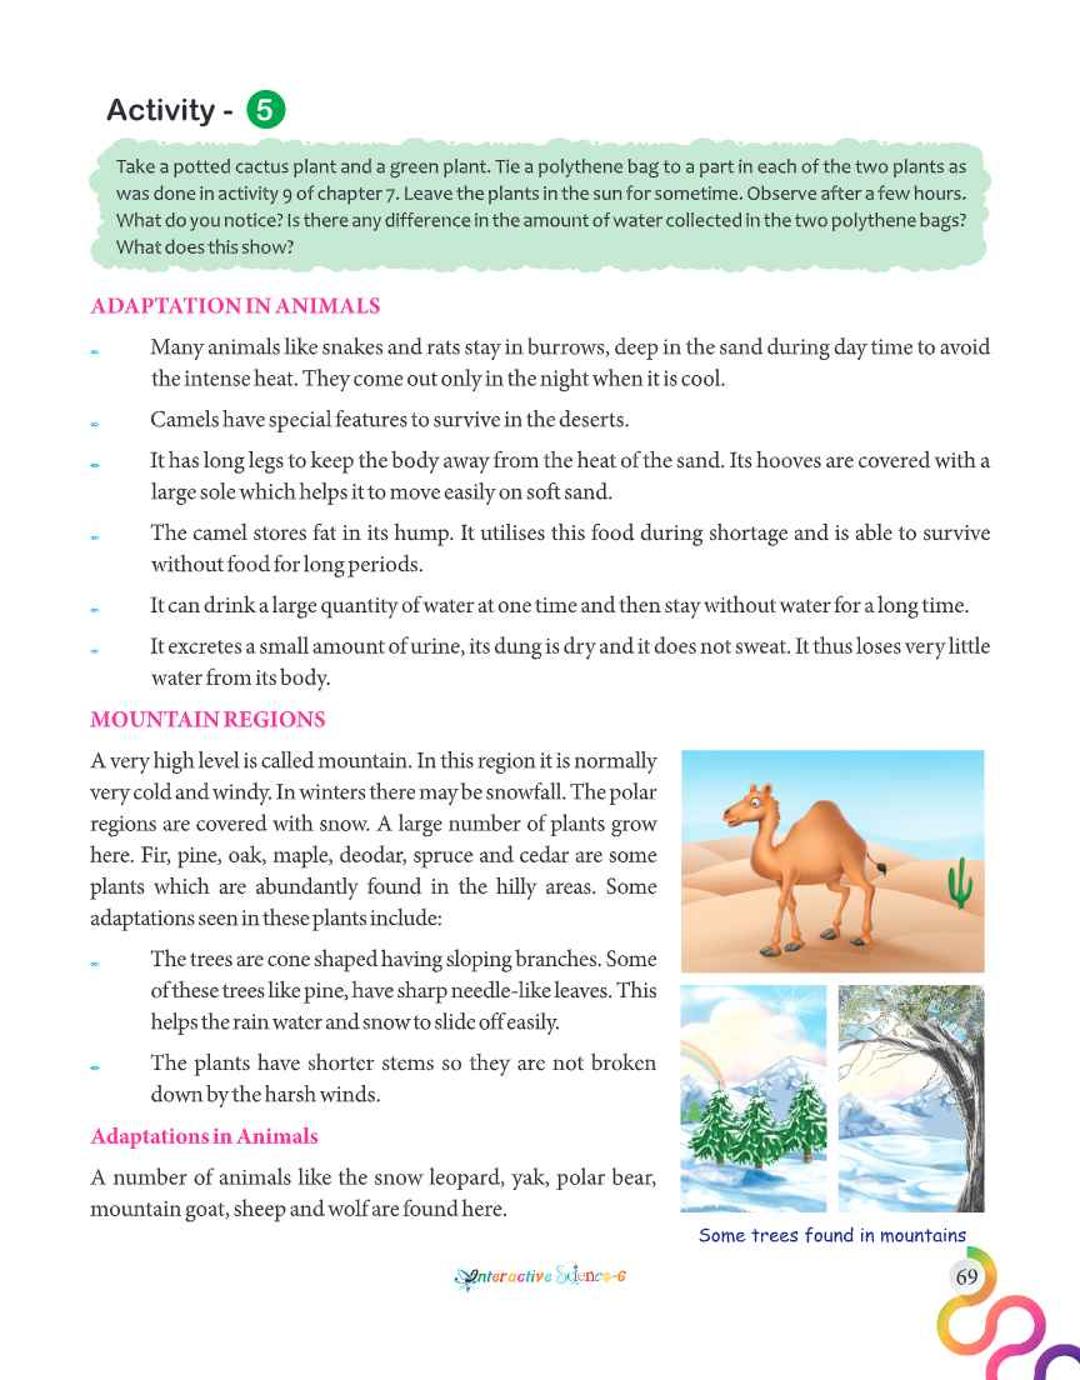 Activity - 5
Take a potted cactus plant and a green plant. Tie a polythene bag to a part in each of the two plants as
was done in activity 9 of chapter 7. Leave the plants in the sun for sometime. Observe after a few hours.
What do you notice? Is there any difference in the amount of water collected in the two polythene bags?
What does this show?
ADAPTATION IN ANIMALS
Many animals like snakes and rats stay in burrows, deep in the sand during day time to avoid
the intense heat. They come out only in the night when it is cool.
Camels have special features to survive in the deserts.
It has long legs to keep the body away from the heat of the sand. Its hooves are covered with a
large sole which helps it to move easily on soft sand.
The camel stores fat in its hump. It utilises this food during shortage and is able to survive
without food for long periods.
It can drink a large quantity of water at one time and then stay without water for a long time.
It excretes a small amount of urine, its dung is dry and it does not sweat. It thus loses very little
water from its body.
MOUNTAIN REGIONS
A very high level is called mountain. In this region it is normally
very cold and windy. In winters there may be snowfall. The polar
regions are covered with snow. A large number of plants grow
here. Fir, pine, oak, maple, deodar, spruce and cedar are some
plants which are abundantly found in the hilly areas. Some
adaptations seen in these plants include:
The trees are cone shaped having sloping branches. Some
of these trees like pine, have sharp needle-like leaves. This
helps the rain water and snow to slide off easily.
The plants have shorter stems so they are not broken
down by the harsh winds.
Adaptations in Animals
A number of animals like the snow leopard, yak, polar bear,
mountain goat, sheep and wolf are found here.
Some trees found in mountains
Interactive Science-6
69